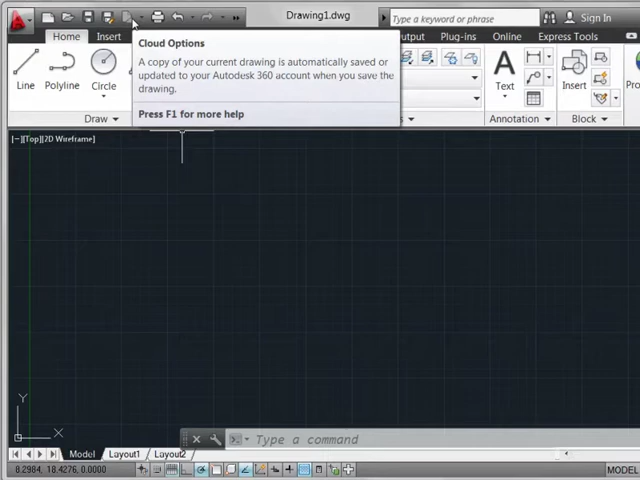 Drawing1.dwg
Type a keyword or phrase
Sign In
Home
Insert
Plug-ins
Online
Express Tools
Cloud Options
A copy of your current drawing is automatically saved or
updated to your Autodesk 360 account when you save the
drawing.
Press F1 for more help
Line
Polyline
Circle
Text
Insert
Draw
Annotation
Block
[−][Top][2D Wireframe]
Y
X
Type a command
Model
Layout1
Layout2
8.2984, 18.4276, 0.0000
MODEL